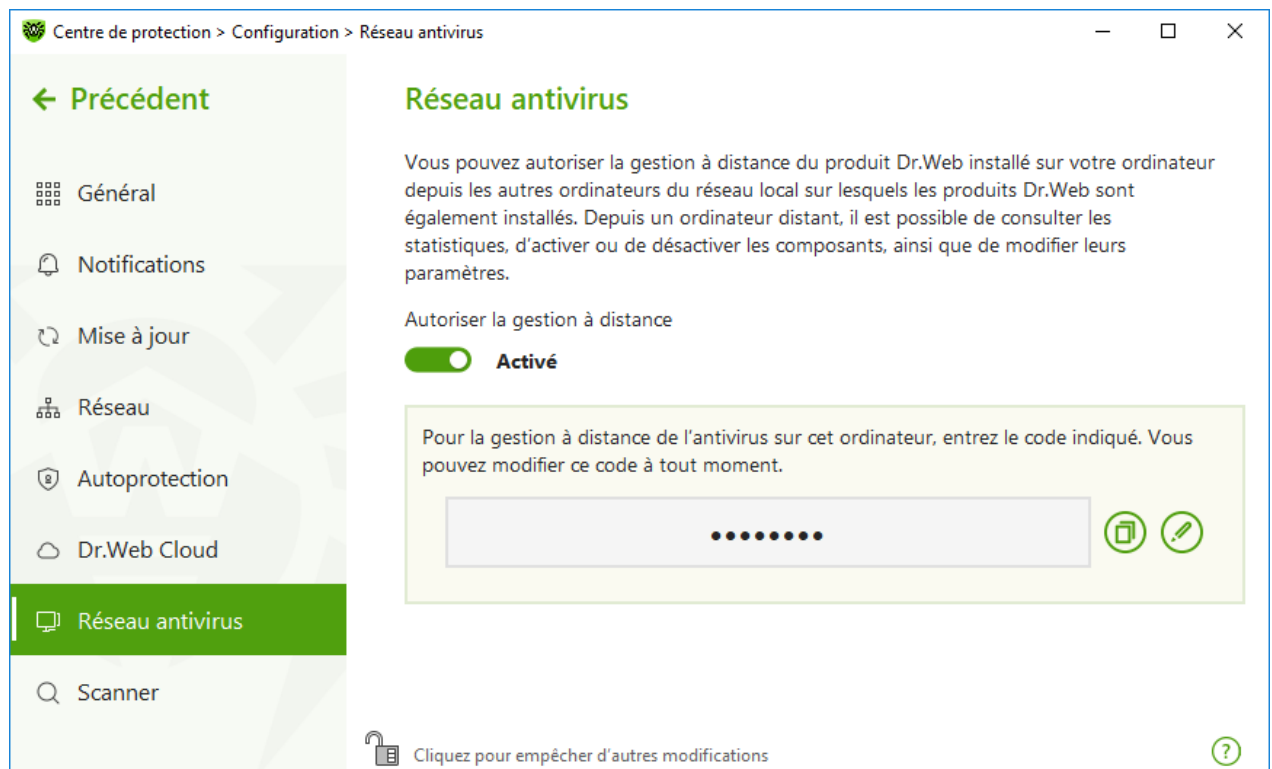 Centre de protection > Configuration > Réseau antivirus
Précédent
Général
Notifications
Mise à jour
Réseau
Autoprotection
Dr.Web Cloud
Réseau antivirus
Scanner
Réseau antivirus
Vous pouvez autoriser la gestion à distance du produit Dr.Web installé sur votre ordinateur
depuis les autres ordinateurs du réseau local sur lesquels les produits Dr.Web sont
également installés. Depuis un ordinateur distant, il est possible de consulter les
statistiques, d’activer ou de désactiver les composants, ainsi que de modifier leurs
paramètres.
Autoriser la gestion à distance
Activé
Pour la gestion à distance de l’antivirus sur cet ordinateur, entrez le code indiqué. Vous
pouvez modifier ce code à tout moment.
••••••••
Cliquez pour empêcher d’autres modifications
?